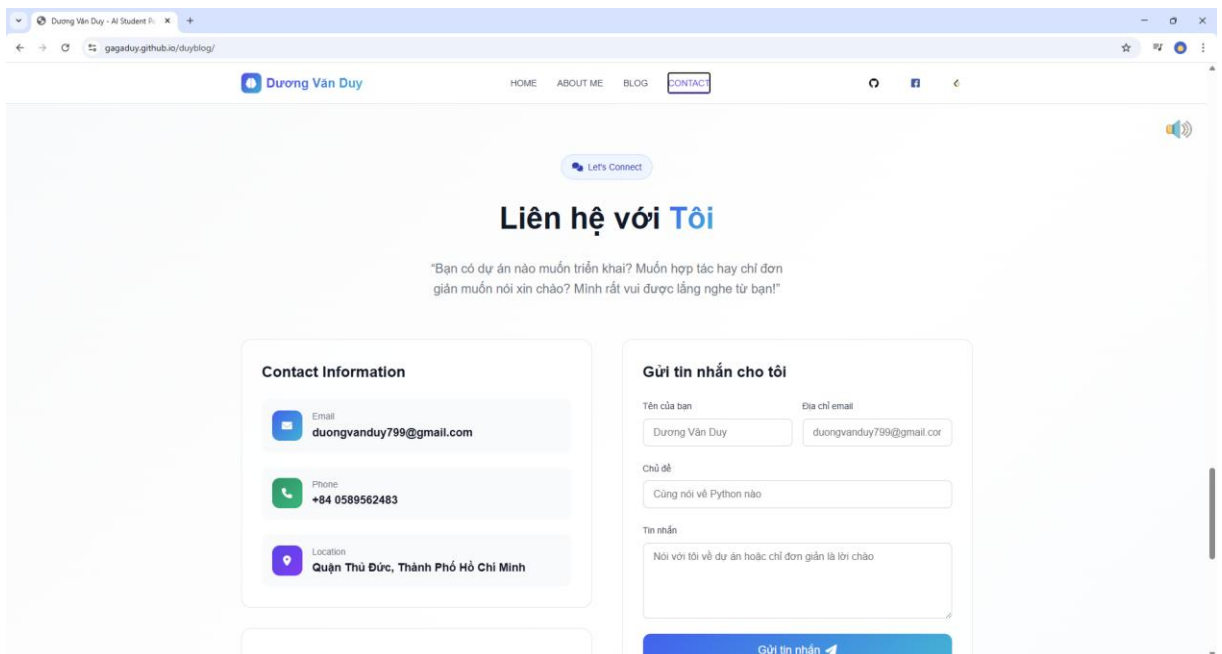 Dương Văn Duy - AI Student Po
gagaduy.github.io/duyblog/
Dương Văn Duy
HOME ABOUT ME BLOG CONTACT
Let's Connect
Liên hệ với Tôi
“Bạn có dự án nào muốn triển khai? Muốn hợp tác hay chỉ đơn
giản muốn nói xin chào? Mình rất vui được lắng nghe từ bạn!”
Contact Information
Email
duongvanduy799@gmail.com
Phone
+84 0589562483
Location
Quận Thủ Đức, Thành Phố Hồ Chí Minh
Gửi tin nhắn cho tôi
Tên của bạn
Dương Văn Duy
Địa chỉ email
duongvanduy799@gmail.cor
Chủ đề
Cùng nói về Python nào
Tin nhắn
Nói với tôi về dự án hoặc chỉ đơn giản là lời chào
Gửi tin nhắn